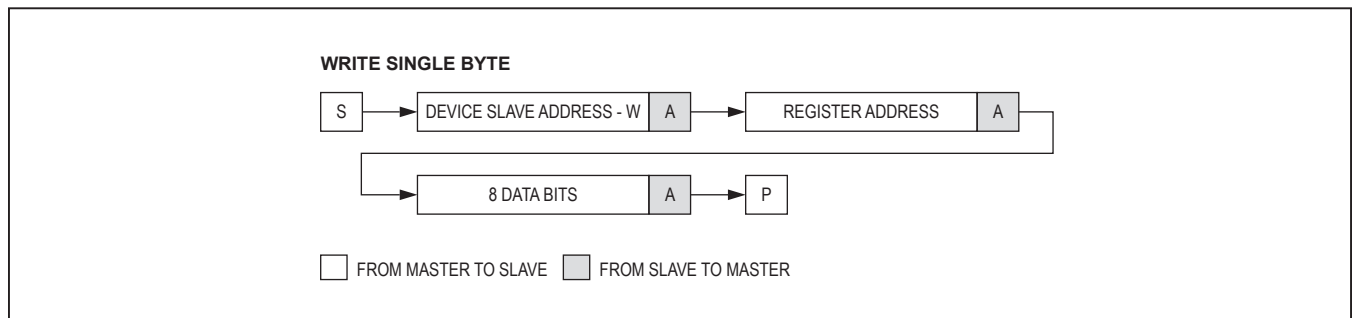 WRITE SINGLE BYTE
S DEVICE SLAVE ADDRESS - W A REGISTER ADDRESS A
8 DATA BITS A P
FROM MASTER TO SLAVE FROM SLAVE TO MASTER